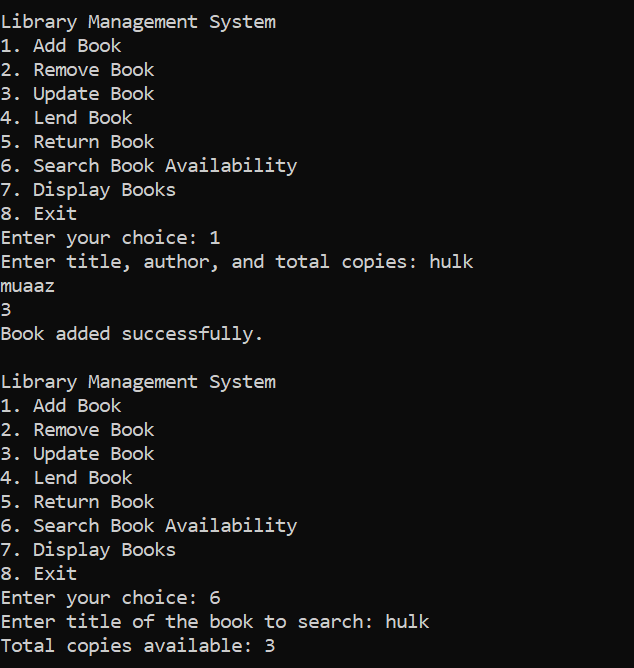 Library Management System
1. Add Book
2. Remove Book
3. Update Book
4. Lend Book
5. Return Book
6. Search Book Availability
7. Display Books
8. Exit
Enter your choice: 1
Enter title, author, and total copies: hulk
muaaz
3
Book added successfully.

Library Management System
1. Add Book
2. Remove Book
3. Update Book
4. Lend Book
5. Return Book
6. Search Book Availability
7. Display Books
8. Exit
Enter your choice: 6
Enter title of the book to search: hulk
Total copies available: 3